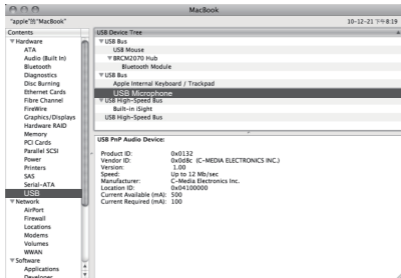 MacBook
"apple"的"MacBook"
10-12-21 下午8:19
Contents
▼Hardware
ATA
Audio (Built In)
Bluetooth
Diagnostics
Disc Burning
Ethernet Cards
Fibre Channel
FireWire
Graphics/Displays
Hardware RAID
Memory
PCI Cards
Parallel SCSI
Power
Printers
SAS
Serial-ATA
USB
▼Network
AirPort
Firewall
Locations
Modems
Volumes
WWAN
▼Software
Applications
Developer
USB Device Tree
▼USB Bus
USB Mouse
▼BRCM2070 Hub
Bluetooth Module
▼USB Bus
Apple Internal Keyboard / Trackpad
USB Microphone
▼USB High-Speed Bus
Built-in iSight
USB High-Speed Bus
USB PnP Audio Device:
Product ID: 0x0132
Vendor ID: 0x0d8c (C-MEDIA ELECTRONICS INC.)
Version: 1.00
Speed: Up to 12 Mb/sec
Manufacturer: C-Media Electronics Inc.
Location ID: 0x04100000
Current Available (mA): 500
Current Required (mA): 100